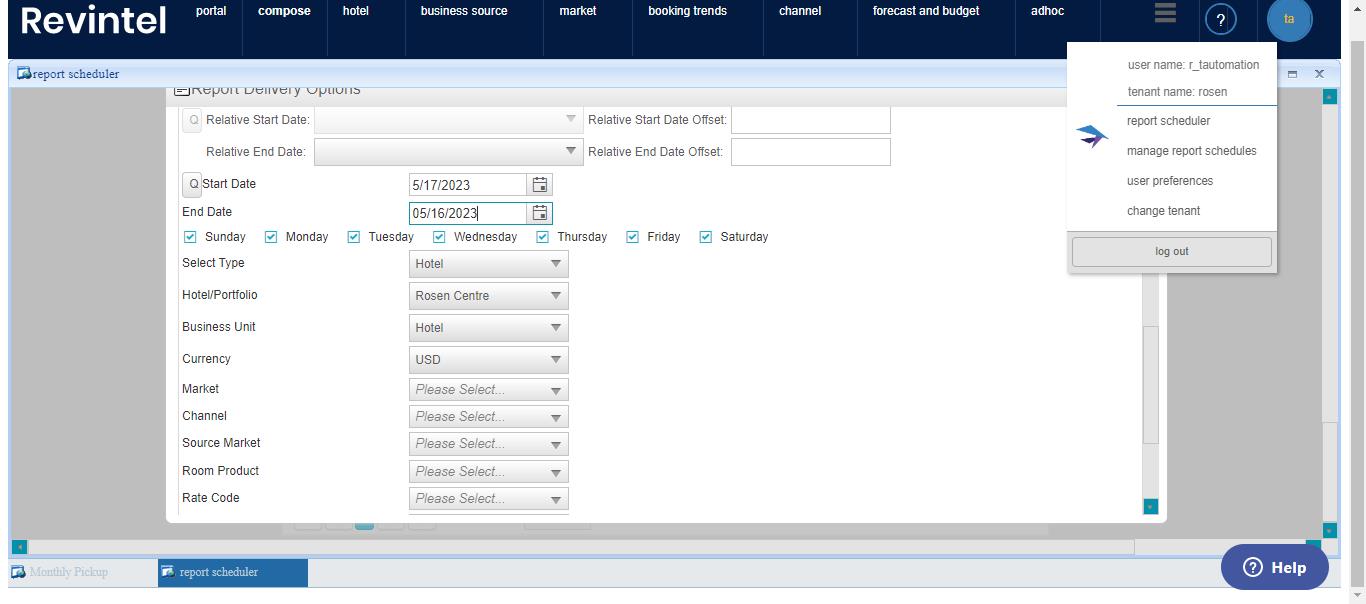 Revintel
portal compose hotel business source market booking trends channel forecast and budget adhoc ? ta
report scheduler
user name: r_tautomation
tenant name: rosen
report scheduler
manage report schedules
user preferences
change tenant
log out
Report Delivery Options
Q Relative Start Date: Relative Start Date Offset:
Relative End Date: Relative End Date Offset:
Q Start Date 5/17/2023
End Date 05/16/2023
Sunday Monday Tuesday Wednesday Thursday Friday Saturday
Select Type Hotel
Hotel/Portfolio Rosen Centre
Business Unit Hotel
Currency USD
Market Please Select...
Channel Please Select...
Source Market Please Select...
Room Product Please Select...
Rate Code Please Select...
Monthly Pickup report scheduler
? Help